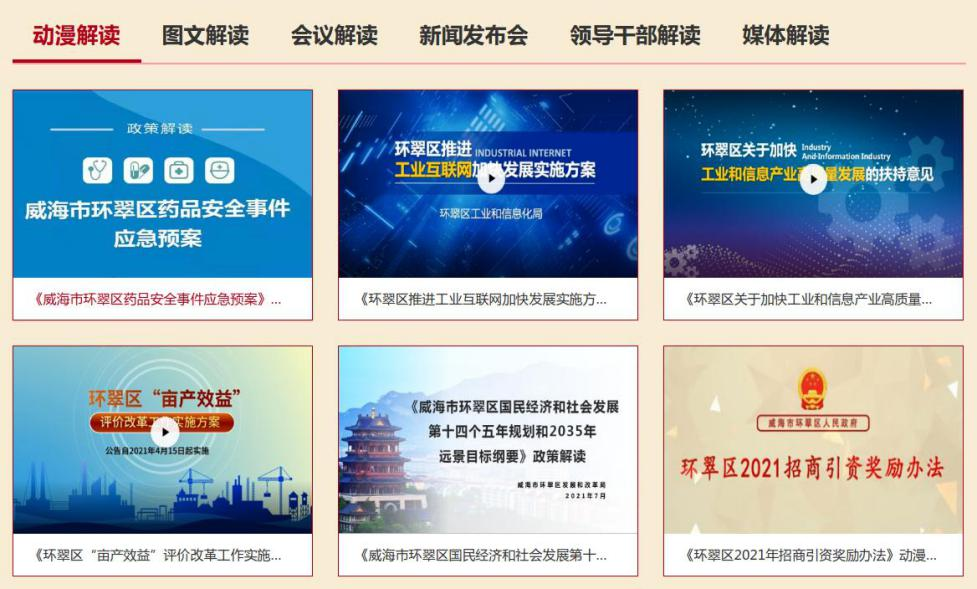 动漫解读
图文解读
会议解读
新闻发布会
领导干部解读
媒体解读
政策解读
威海市环翠区药品安全事件
应急预案
《威海市环翠区药品安全事件应急预案》...
环翠区推进
INDUSTRIAL INTERNET
工业互联网加快发展实施方案
环翠区工业和信息化局
《环翠区推进工业互联网加快发展实施方...
环翠区关于加快
Industry
And Information Industry
工业和信息产业高质量发展的扶持意见
《环翠区关于加快工业和信息产业高质量...
环翠区“亩产效益”
评价改革工作实施方案
公告自2021年4月15日起实施
《环翠区“亩产效益”评价改革工作实施...
《威海市环翠区国民经济和社会发展
第十四个五年规划和2035年
远景目标纲要》政策解读
威海市环翠区发展和改革局
2021年7月
《威海市环翠区国民经济和社会发展第十...
威海市环翠区人民政府
环翠区2021招商引资奖励办法
《环翠区2021年招商引资奖励办法》动漫...